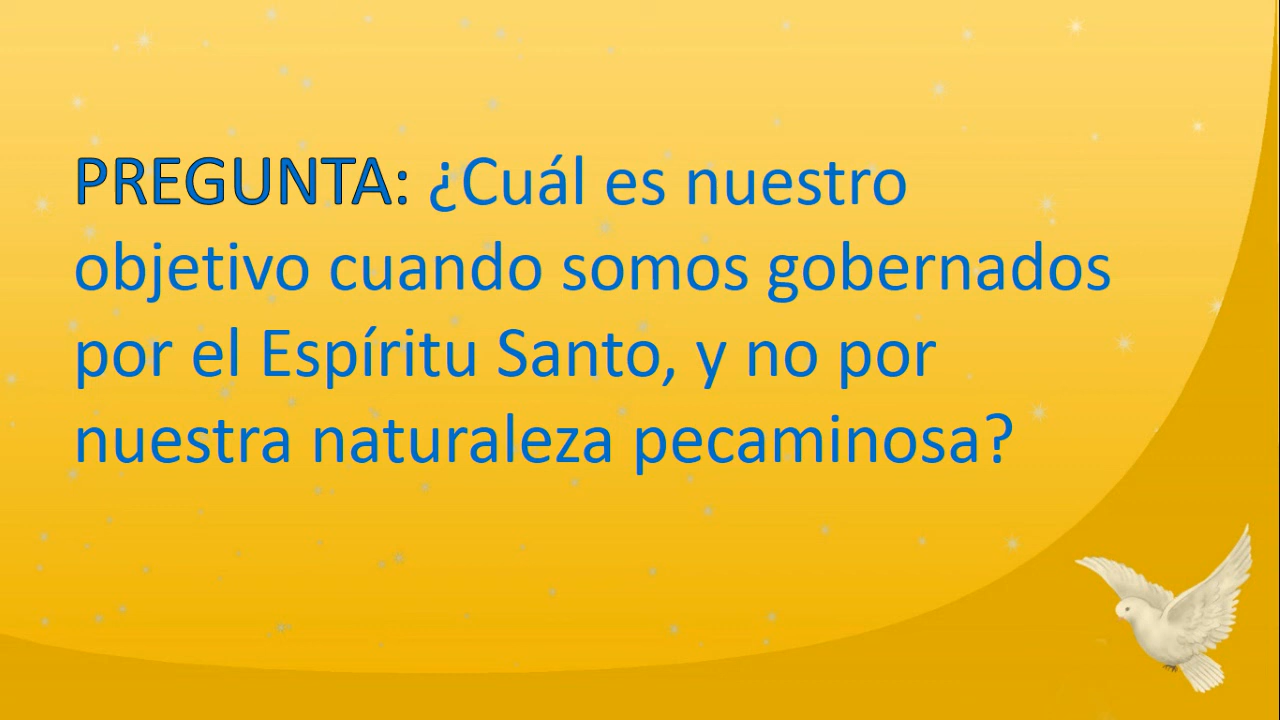 PREGUNTA: ¿Cuál es nuestro
objetivo cuando somos gobernados
por el Espíritu Santo, y no por
nuestra naturaleza pecaminosa?